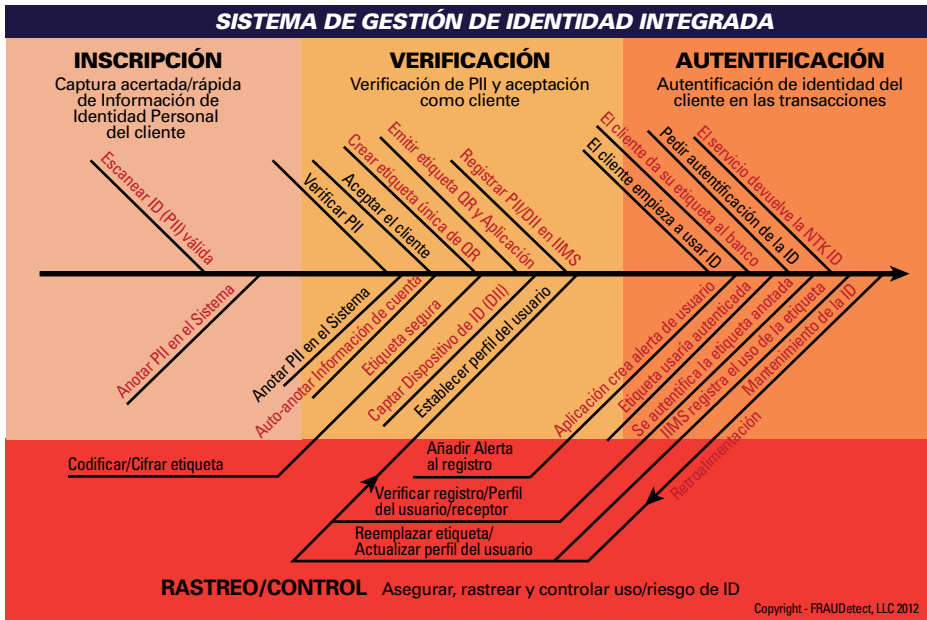 SISTEMA DE GESTIÓN DE IDENTIDAD INTEGRADA
INSCRIPCIÓN
Captura acertada/rápida
de Información de
Identidad Personal
del cliente
VERIFICACIÓN
Verificación de PII y aceptación
como cliente
AUTENTIFICACIÓN
Autentificación de identidad del
cliente en las transacciones
Escanear ID (PII) válida
Verificar PII
Aceptar el cliente
Crear etiqueta única de QR
Emitir etiqueta QR y Aplicación
Registrar PII/DII en IIMS
El cliente empieza a usar ID
El cliente da su etiqueta al banco
Pedir autentificación de la ID
El servicio devuelve la NTK ID
Anotar PII en el Sistema
Anotar PII en el Sistema
Auto-anotar Información de cuenta
Etiqueta segura
Captar Dispositivo de ID (DII)
Establecer perfil del usuario
Aplicación crea alerta de usuario
Etiqueta usaría autenticada
Se autentifica la etiqueta anotada
IIMS registra el uso de la etiqueta
Mantenimiento de la ID
Retroalimentación
Codificar/Cifrar etiqueta
Añadir Alerta
al registro
Verificar registro/Perfil
del usuario/receptor
Reemplazar etiqueta/
Actualizar perfil del usuario
RASTREO/CONTROL Asegurar, rastrear y controlar uso/riesgo de ID
Copyright - FRAUDetect, LLC 2012